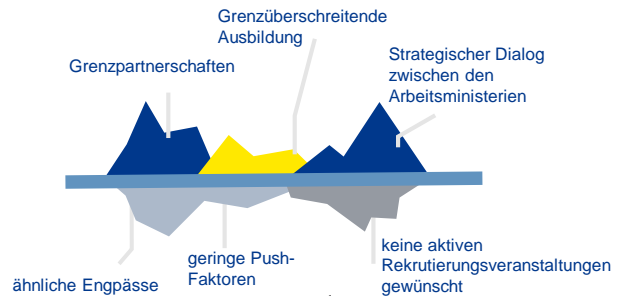 Grenzüberschreitende
Ausbildung
Grenzpartnerschaften
Strategischer Dialog
zwischen den
Arbeitsministerien
ähnliche Engpässe
geringe Push-
Faktoren
keine aktiven
Rekrutierungsveranstaltungen
gewünscht